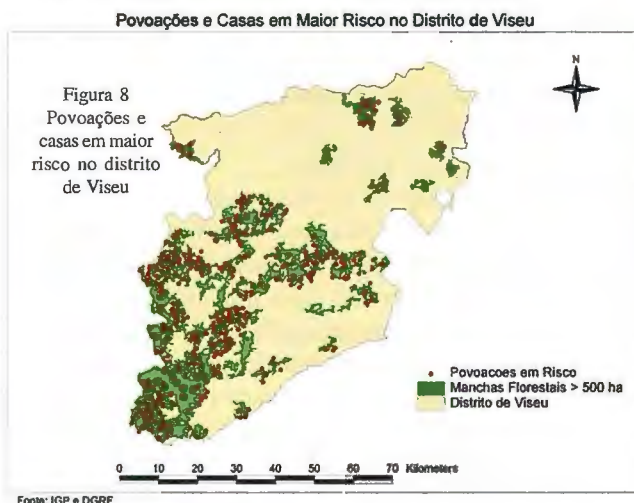 Povoações e Casas em Maior Risco no Distrito de Viseu
Figura 8
Povoações e
casas em maior
risco no distrito
de Viseu
N
Povoacoes em Risco
Manchas Florestais > 500 ha
Distrito de Viseu
0 10 20 30 40 50 60 70 Kilometers
Fonte: IGP e DGRF